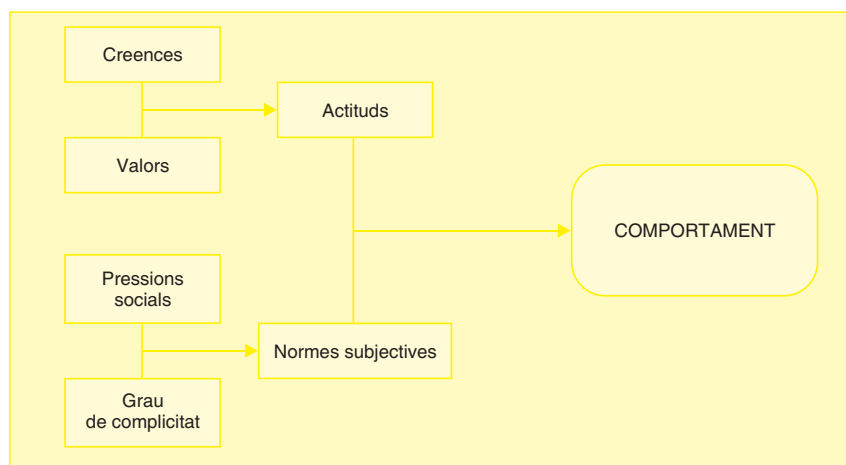 Creences
Actituds
Valors
COMPORTAMENT
Pressions
socials
Normes subjectives
Grau
de complicitat